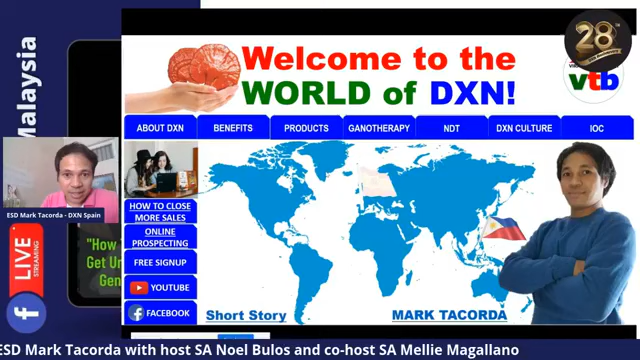 Malaysia
Welcome to the
WORLD of DXN!
28
vtb
ABOUT DXN
BENEFITS
PRODUCTS
GANOTHERAPY
NDT
DXN CULTURE
IOC
ESD Mark Tacorda - DXN Spain
HOW TO CLOSE
MORE SALES
ONLINE
PROSPECTING
FREE SIGNUP
YOUTUBE
FACEBOOK
LIVE
STREAMING
f
"How
Get Un
Gen
Short Story
MARK TACORDA
ESD Mark Tacorda with host SA Noel Bulos and co-host SA Mellie Magallano